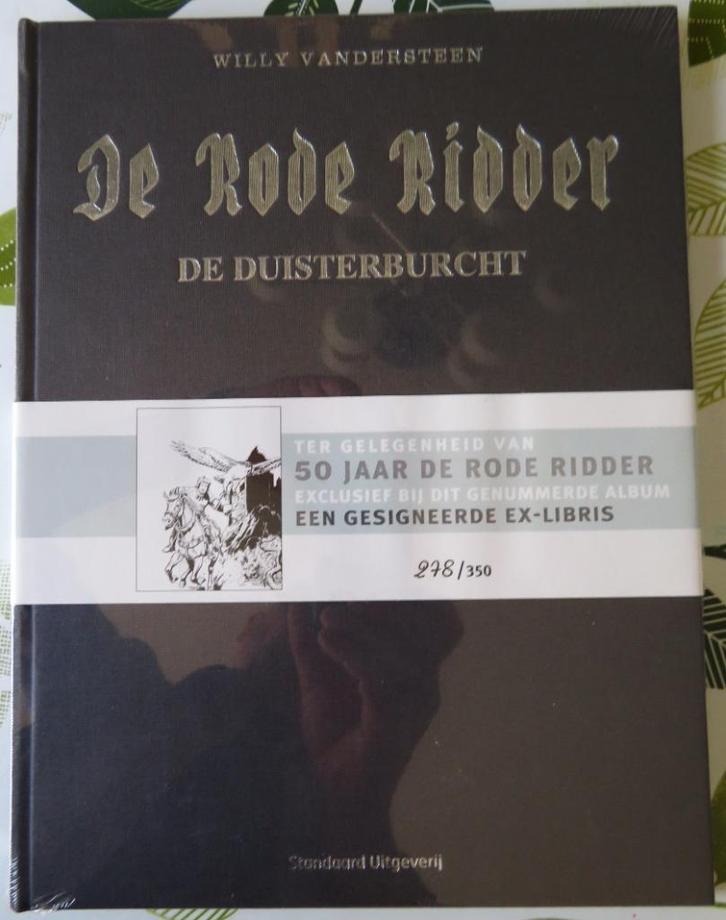 WILLY VANDERSTEEN
De Rode Ridder
DE DUISTERBURCHT
TER GELEGENHEID VAN
50 JAAR DE RODE RIDDER
EXCLUSIEF BIJ DIT GENUMMERDE ALBUM
EEN GESIGNEERDE EX-LIBRIS
278/350
Standaard Uitgeverij